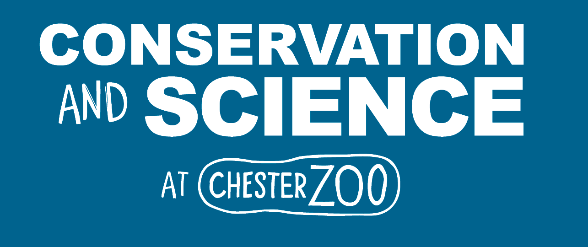 CONSERVATION
AND SCIENCE
AT CHESTER ZOO